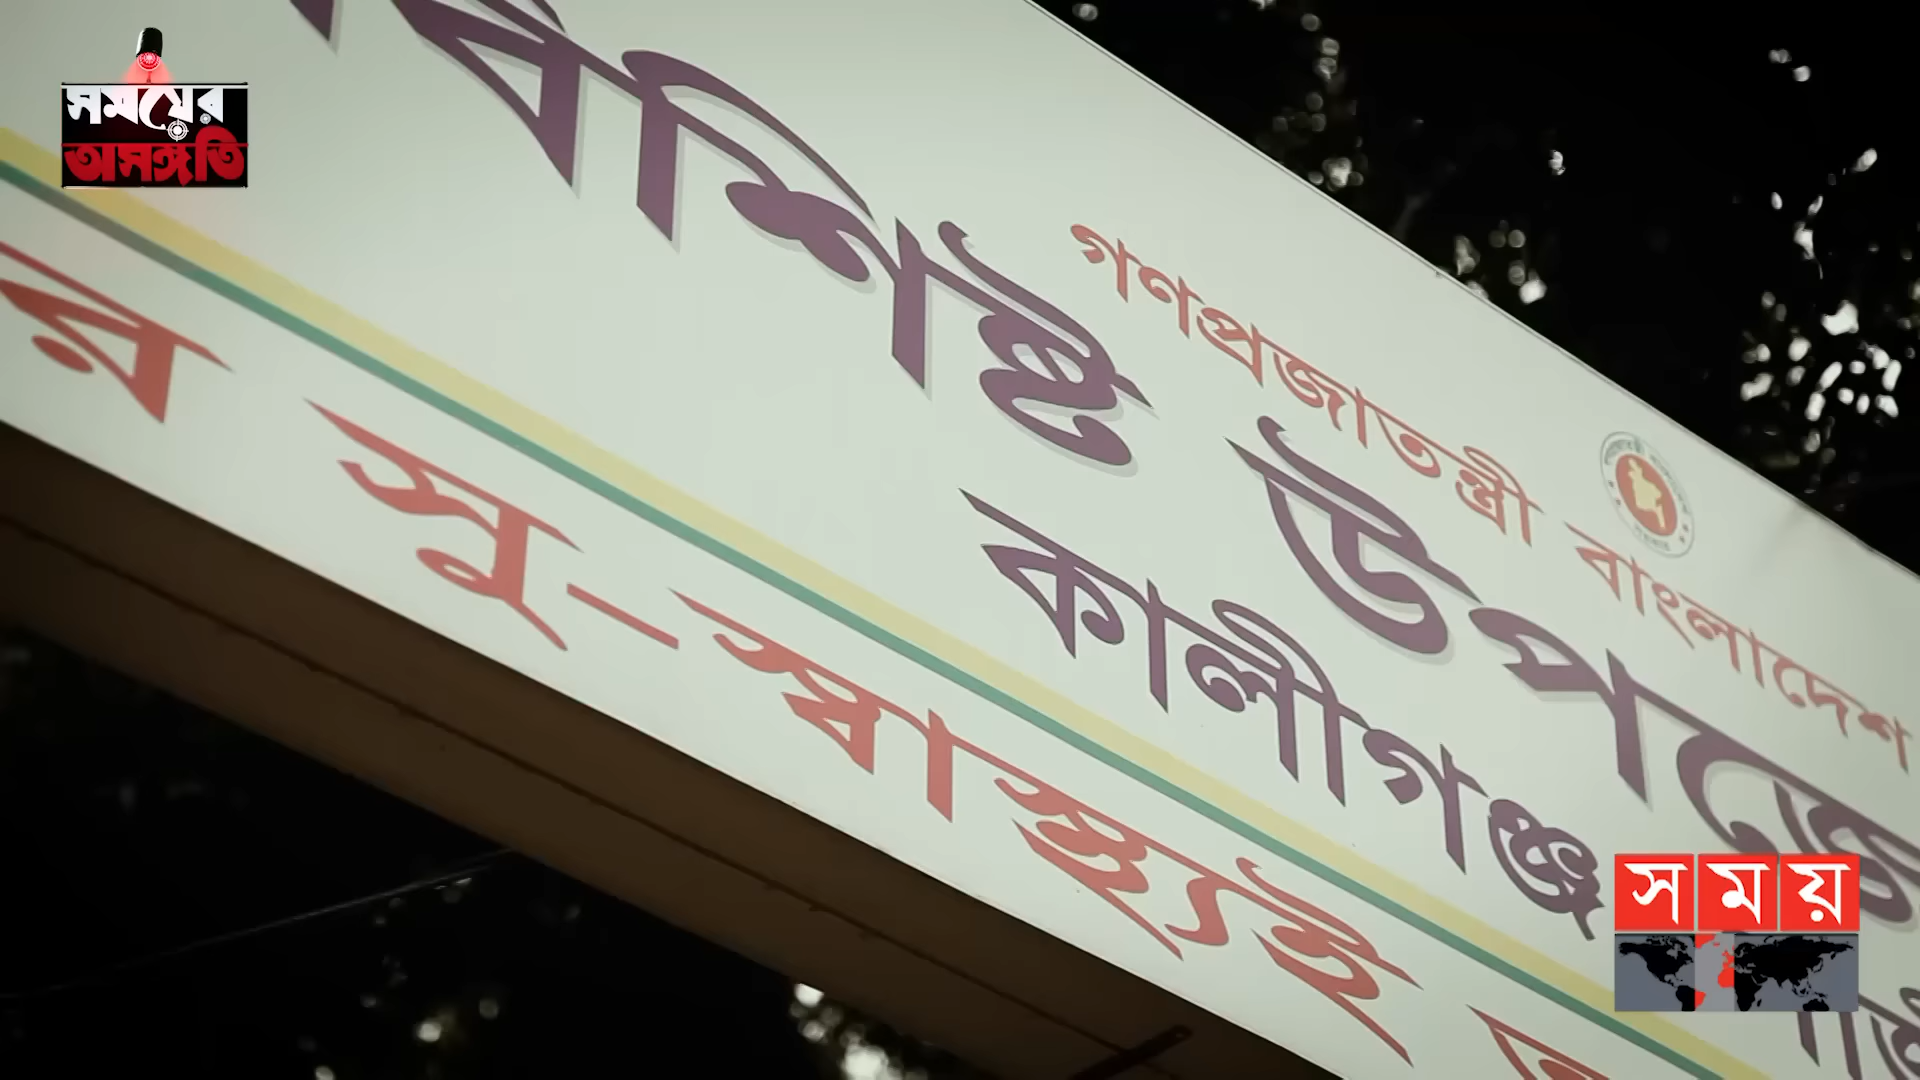 সময়ের
অসঙ্গতি
গণপ্রজাতন্ত্রী বাংলাদেশ
বিশিষ্ট উপজে
কালীগঞ্জ
র সু-স্বাস্থ্যই
সময়